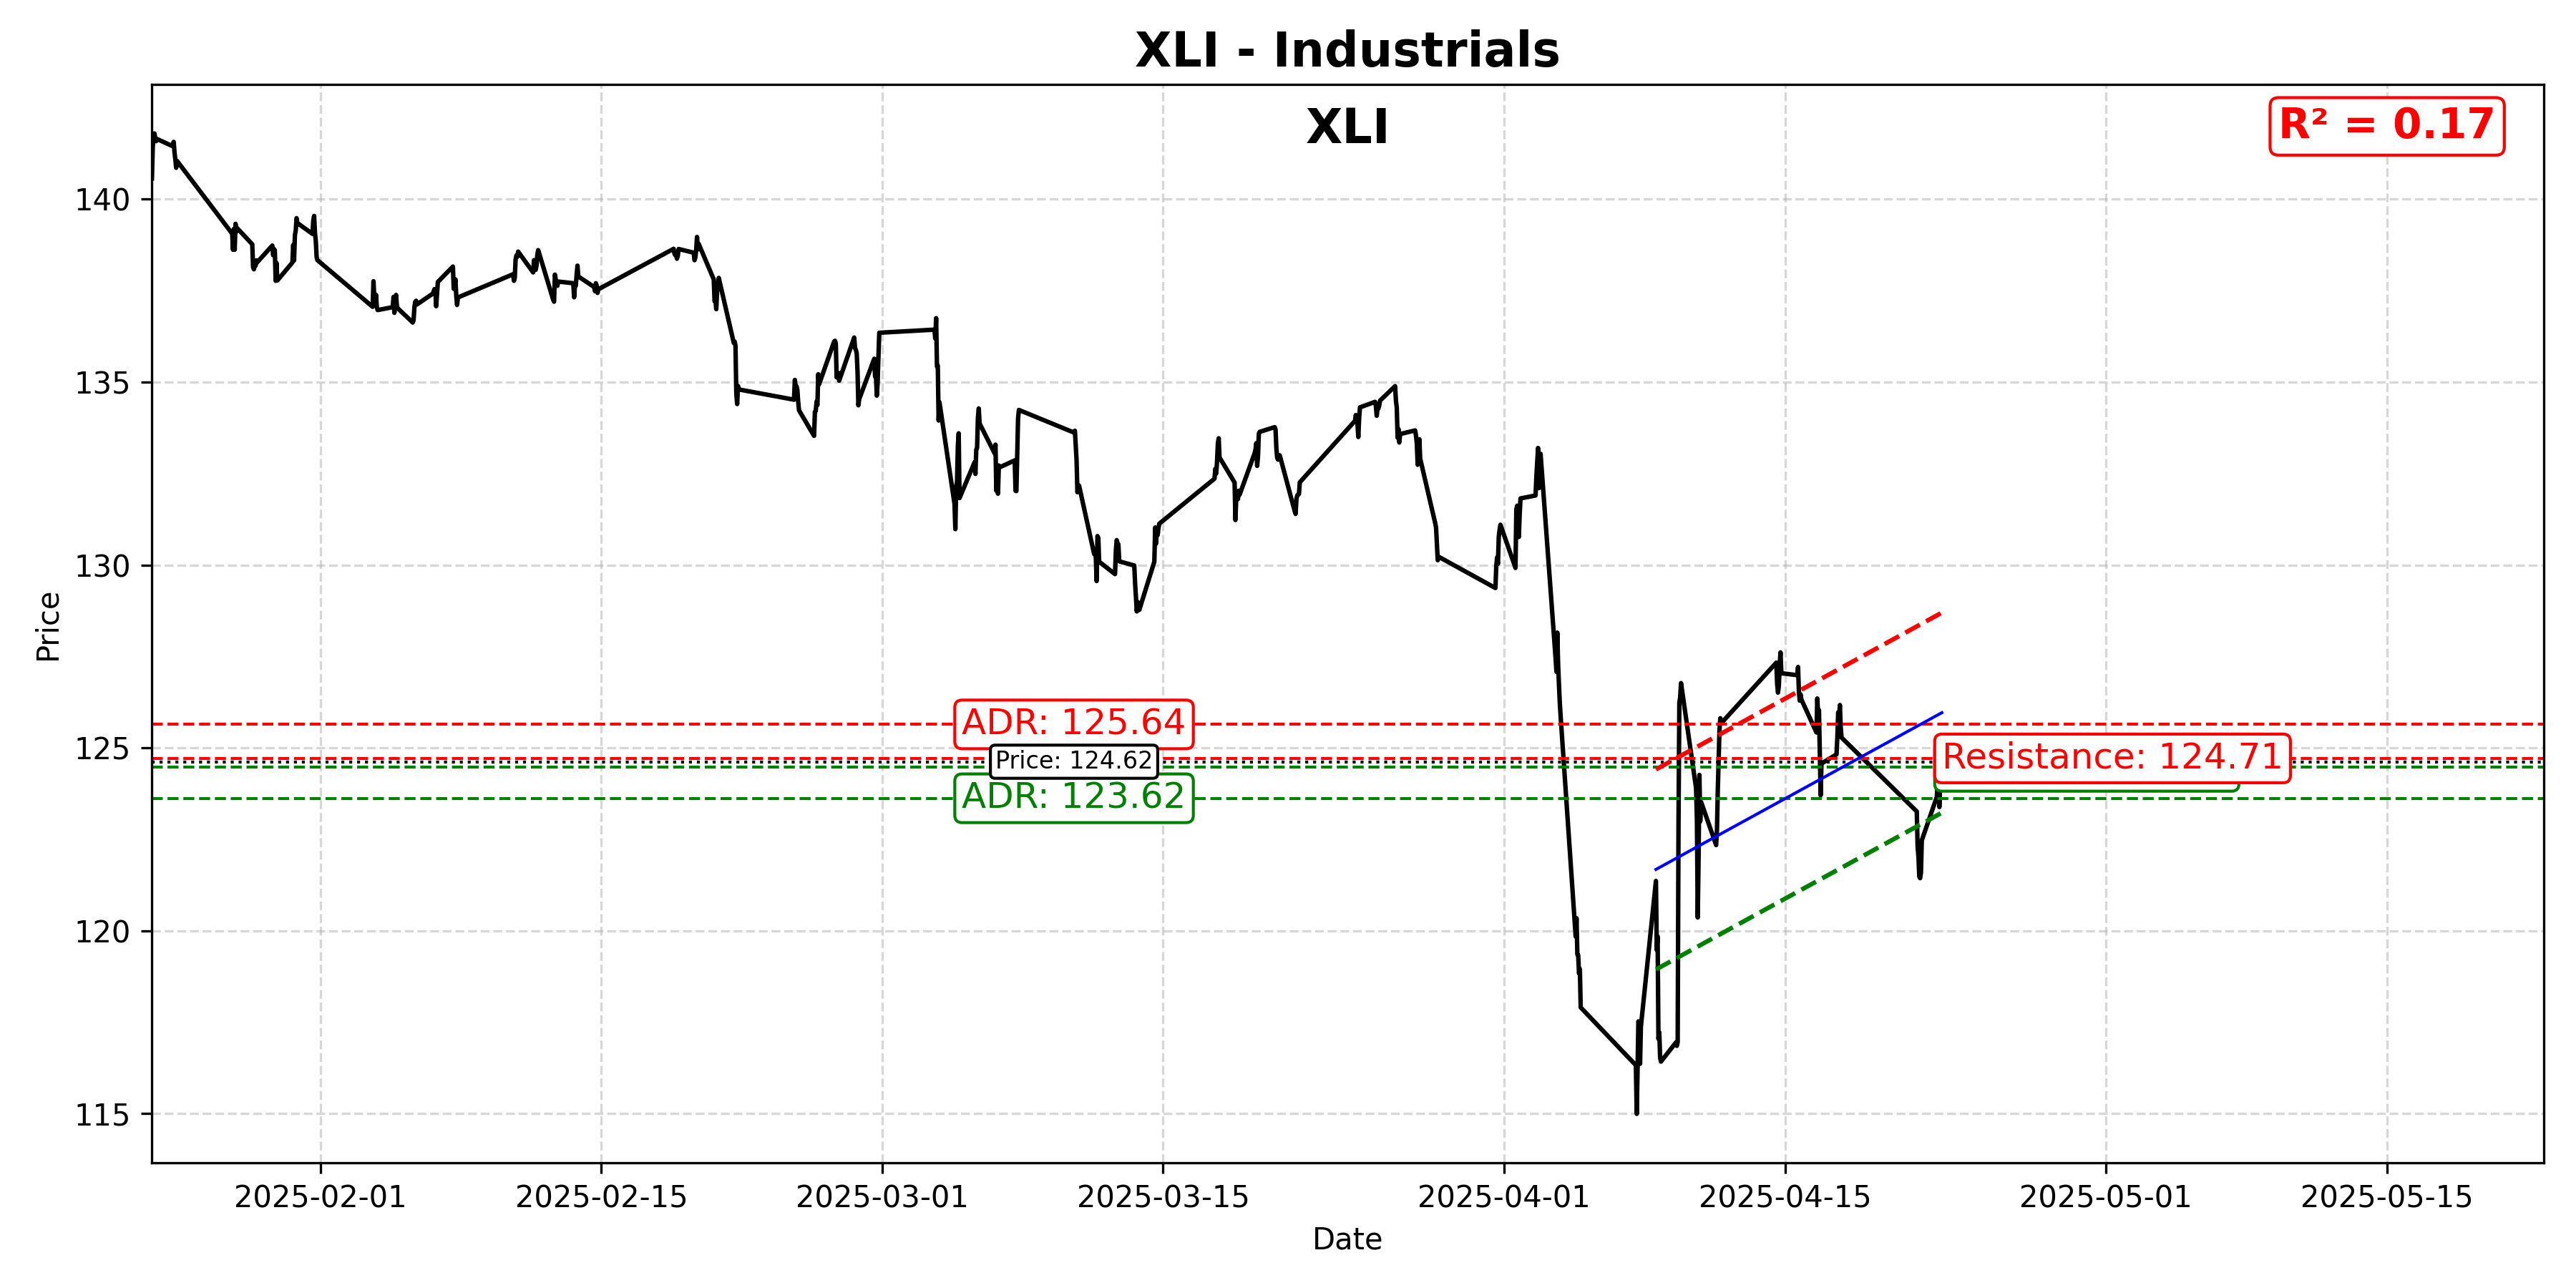 XLI - Industrials
XLI
R² = 0.17
140
135
130
125
120
115
Price
ADR: 125.64
Price: 124.62
ADR: 123.62
Resistance: 124.71
2025-02-01
2025-02-15
2025-03-01
2025-03-15
2025-04-01
2025-04-15
2025-05-01
2025-05-15
Date